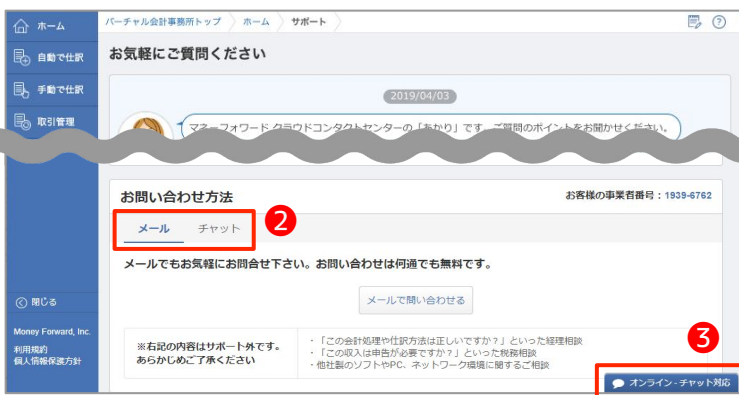 ホーム
自動で仕訳
手動で仕訳
取引管理
バーチャル会計事務所トップ 〉 ホーム 〉 サポート 〉
お気軽にご質問ください
2019/04/03
マネーフォワード クラウドコンタクトセンターの「あかり」です。ご質問のポイントをお聞かせください。
お問い合わせ方法
お客様の事業者番号：1939-6762
メール チャット
2
メールでもお気軽にお問合せ下さい。お問い合わせは何通でも無料です。
メールで問い合わせる
※右記の内容はサポート外です。
あらかじめご了承ください
・「この会計処理や仕訳方法は正しいですか？」といった経理相談
・「この収入は申告が必要ですか？」といった税務相談
・他社製のソフトやPC、ネットワーク環境に関するご相談
3
オンライン - チャット対応
閉じる
Money Forward, Inc.
利用規約
個人情報保護方針